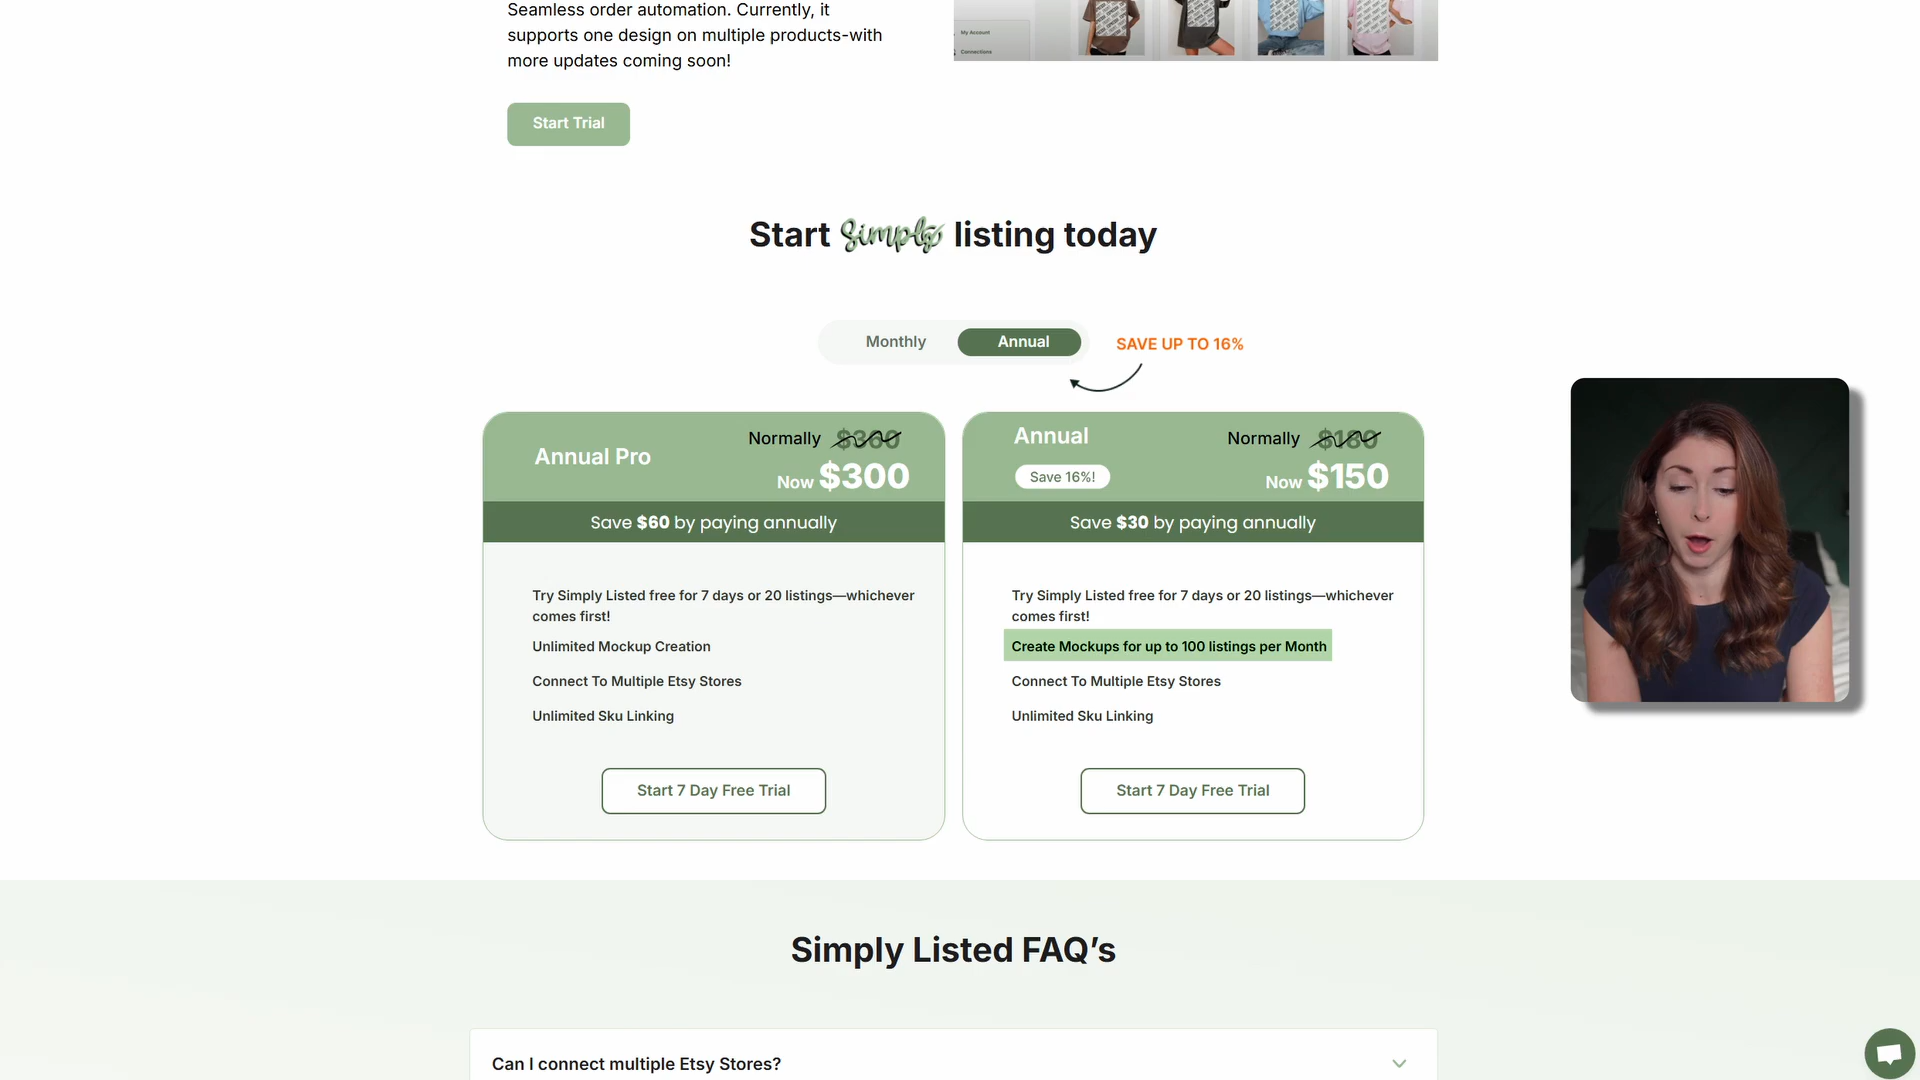 Seamless order automation. Currently, it
supports one design on multiple products-with
more updates coming soon!
My Account
Connections
Start Trial
Start Simply listing today
Monthly
Annual
SAVE UP TO 16%
Annual Pro
Normally $360
Now $300
Save $60 by paying annually
Try Simply Listed free for 7 days or 20 listings—whichever
comes first!
Unlimited Mockup Creation
Connect To Multiple Etsy Stores
Unlimited Sku Linking
Start 7 Day Free Trial
Annual
Save 16%!
Normally $180
Now $150
Save $30 by paying annually
Try Simply Listed free for 7 days or 20 listings—whichever
comes first!
Create Mockups for up to 100 listings per Month
Connect To Multiple Etsy Stores
Unlimited Sku Linking
Start 7 Day Free Trial
Simply Listed FAQ’s
Can I connect multiple Etsy Stores?